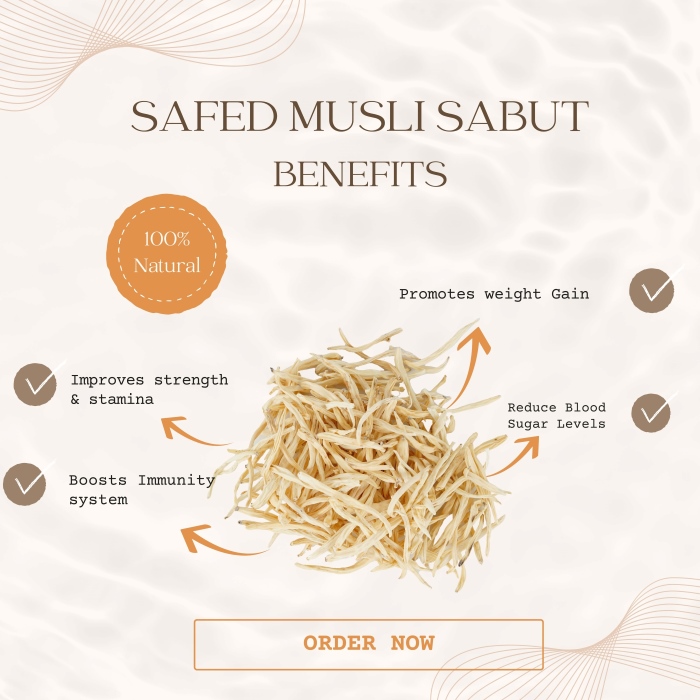 SAFED MUSLI SABUT
BENEFITS
100%
Natural
Promotes weight Gain
Improves strength
& stamina
Reduce Blood
Sugar Levels
Boosts Immunity
system
ORDER NOW